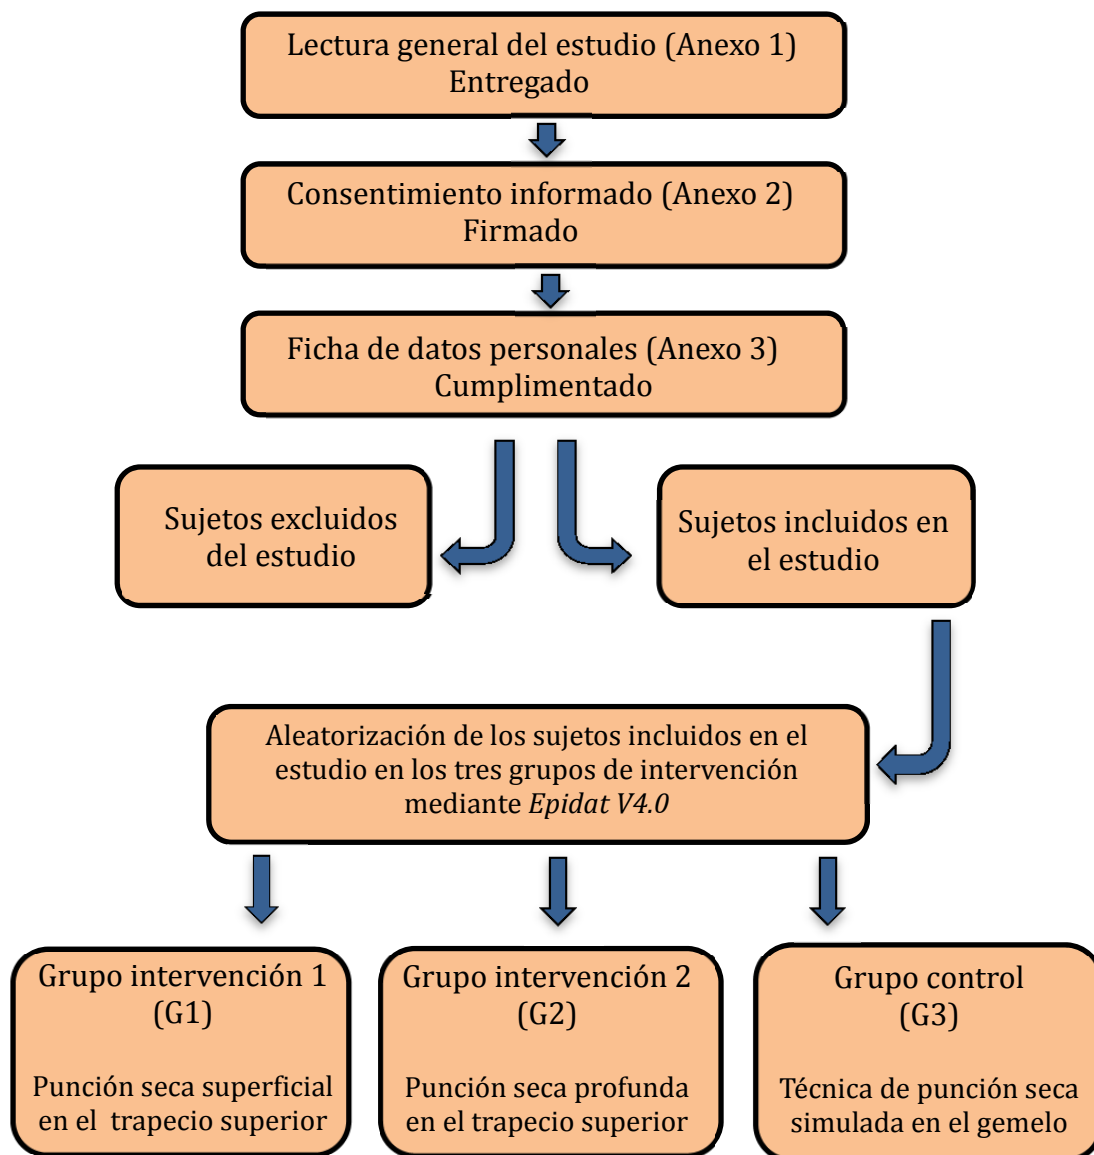 Lectura general del estudio (Anexo 1)
Entregado
Consentimiento informado (Anexo 2)
Firmado
Ficha de datos personales (Anexo 3)
Cumplimentado
Sujetos excluidos
del estudio
Sujetos incluidos en
el estudio
Aleatorización de los sujetos incluidos en el
estudio en los tres grupos de intervención
mediante Epidat V4.0
Grupo intervención 1
(G1)
Punción seca superficial
en el trapecio superior
Grupo intervención 2
(G2)
Punción seca profunda
en el trapecio superior
Grupo control
(G3)
Técnica de punción seca
simulada en el gemelo